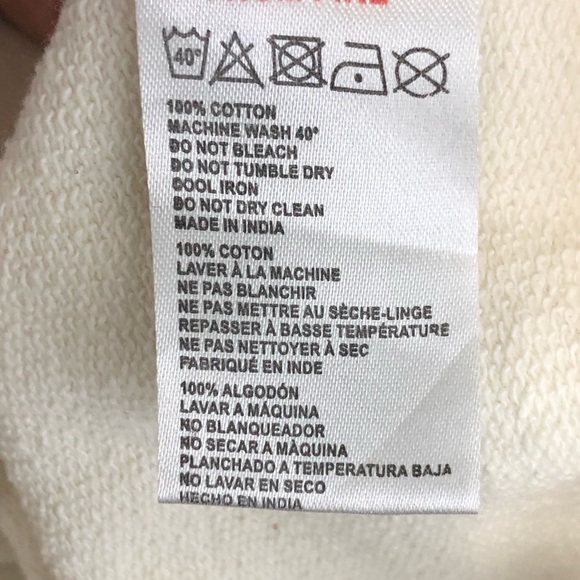 40°
100% COTTON
MACHINE WASH 40°
DO NOT BLEACH
DO NOT TUMBLE DRY
COOL IRON
DO NOT DRY CLEAN
MADE IN INDIA
100% COTON
LAVER À LA MACHINE
NE PAS BLANCHIR
NE PAS METTRE AU SÈCHE-LINGE
REPASSER À BASSE TEMPÉRATURE
NE PAS NETTOYER À SEC
FABRIQUÉ EN INDE
100% ALGODÓN
LAVAR A MÁQUINA
NO BLANQUEADOR
NO SECAR A MÀQUINA
PLANCHADO A TEMPERATURA BAJA
NO LAVAR EN SECO
HECHO EN INDIA